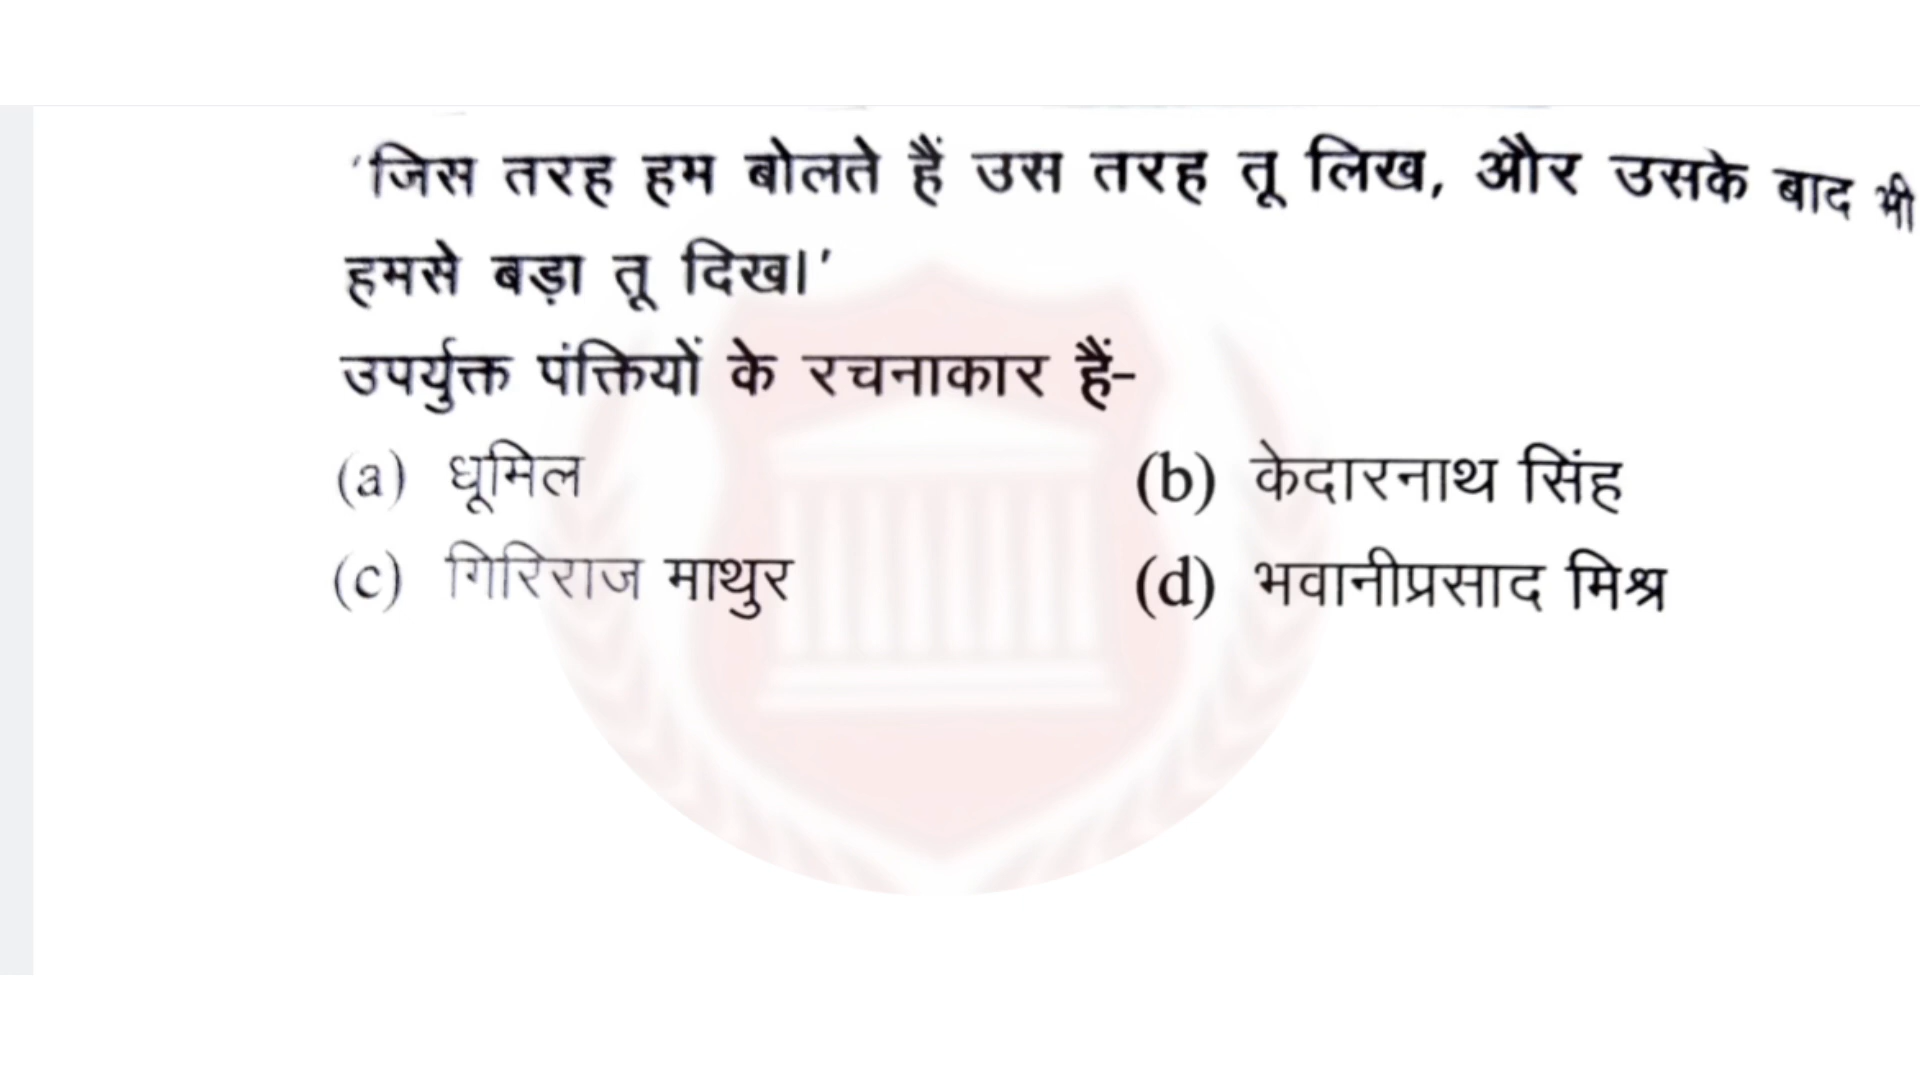 'जिस तरह हम बोलते हैं उस तरह तू लिख, और उसके बाद भी
हमसे बड़ा तू दिख।'
उपर्युक्त पंक्तियों के रचनाकार हैं-
(a) धूमिल (b) केदारनाथ सिंह
(c) गिरिराज माथुर (d) भवानीप्रसाद मिश्र